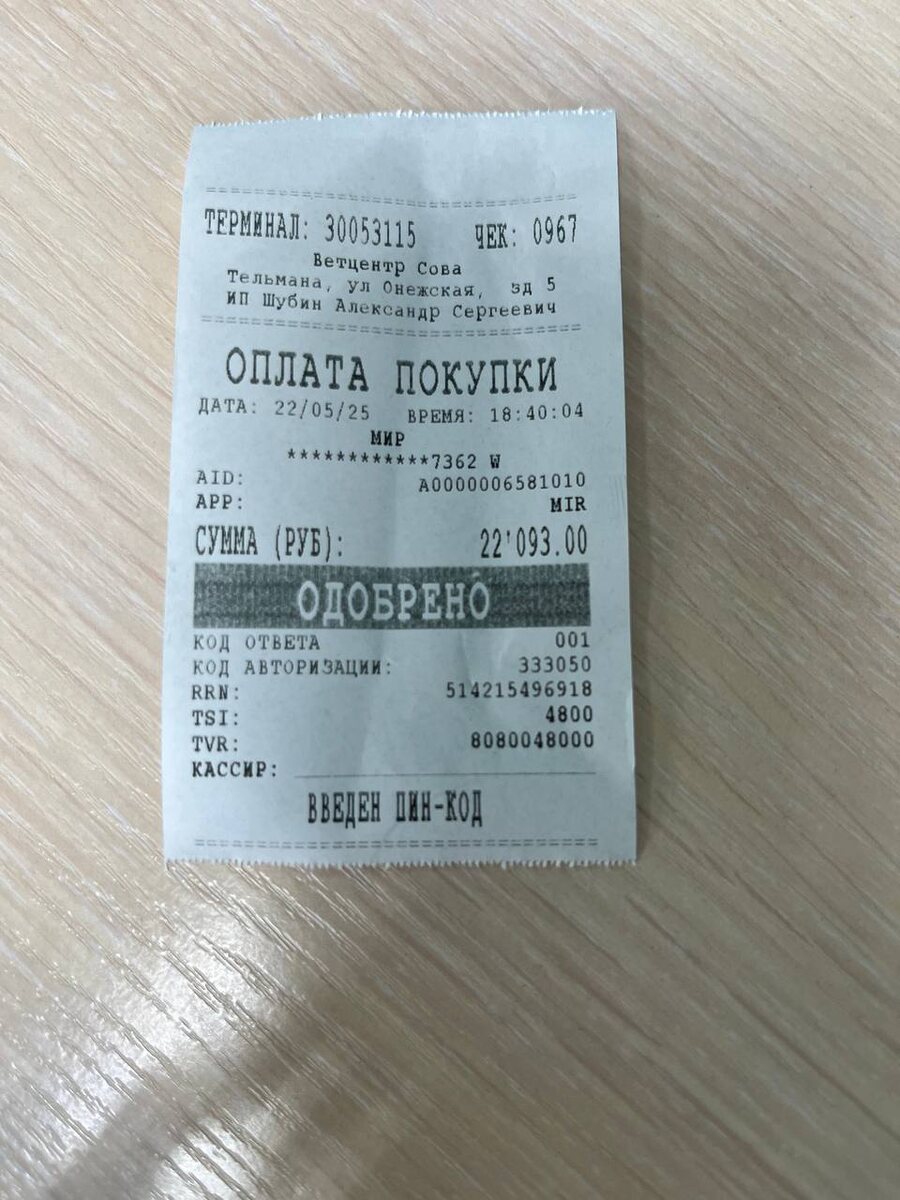 ТЕРМИНАЛ: 30053115 ЧЕК: 0967
Ветцентр Сова
Тельмана, ул Онежская, зд 5
ИП Шубин Александр Сергеевич
ОПЛАТА ПОКУПКИ
ДАТА: 22/05/25 ВРЕМЯ: 18:40:04
МИР
************7362 W
AID: A0000006581010
APP: MIR
СУММА (РУБ): 22'093.00
ОДОБРЕНО
КОД ОТВЕТА 001
КОД АВТОРИЗАЦИИ: 333050
RRN: 514215496918
TSI: 4800
TVR: 8080048000
КАССИР:
ВВЕДЕН ПИН-КОД